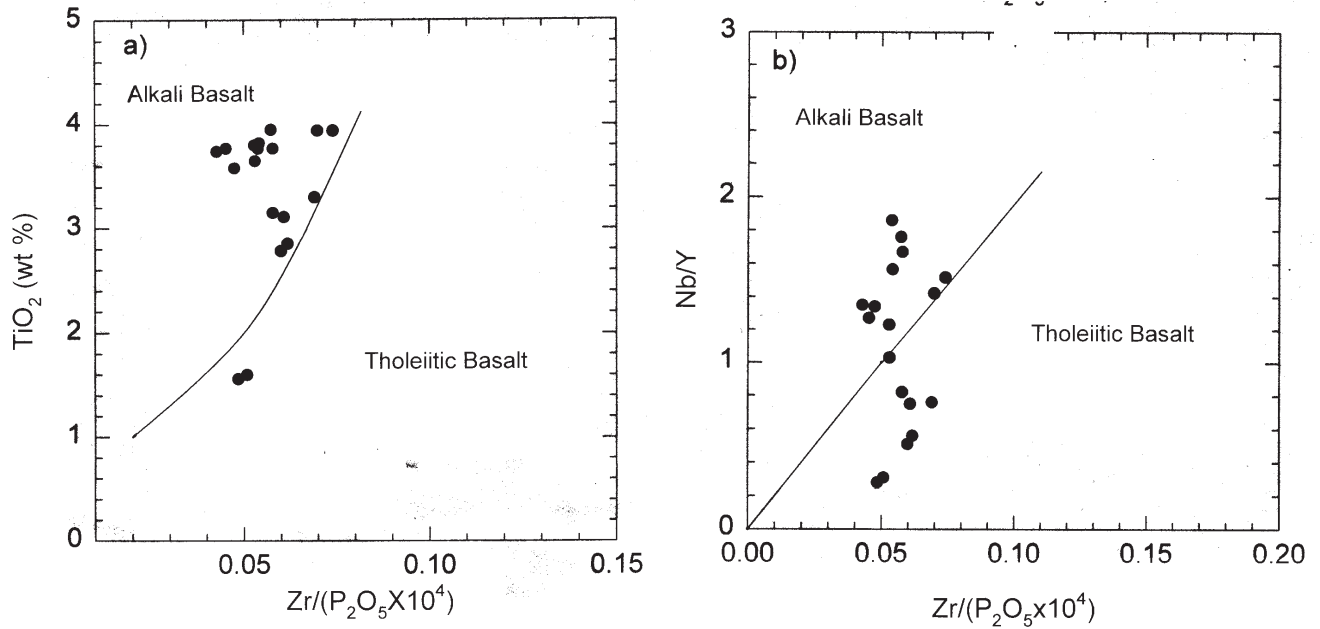 a)
Alkali Basalt
Tholeiitic Basalt
TiO2 (wt %)
5
4
3
2
1
0
0.05
0.10
0.15
Zr/(P2O5X10^4)
b)
Alkali Basalt
Tholeiitic Basalt
Nb/Y
3
2
1
0
0.00
0.05
0.10
0.15
0.20
Zr/(P2O5x10^4)